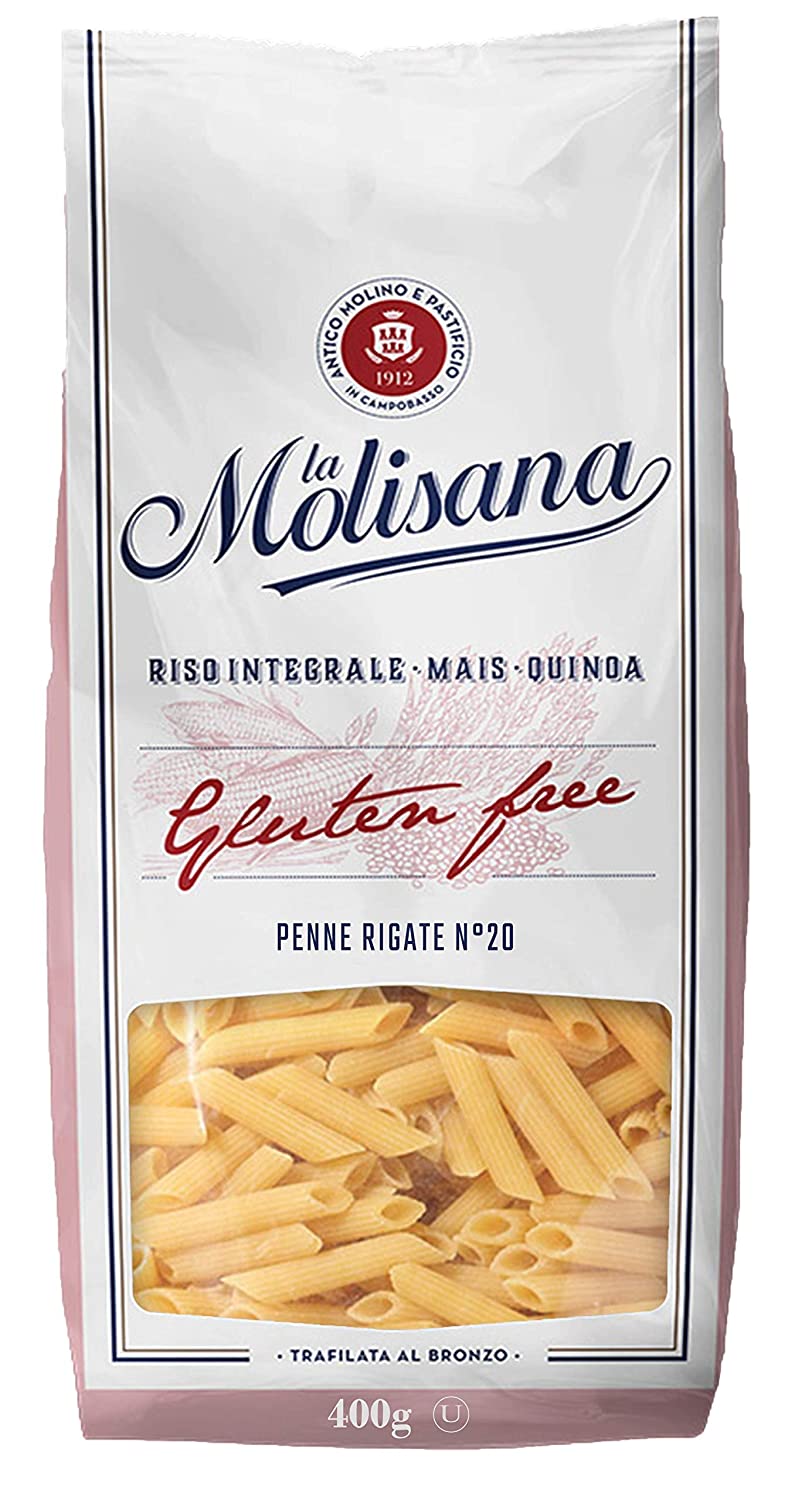 ANTICO MOLINO E PASTIFICIO
1912
IN CAMPOBASSO
la
Molisana
RISO INTEGRALE · MAIS · QUINOA
Gluten free
PENNE RIGATE Nº20
· TRAFILATA AL BRONZO ·
400g U